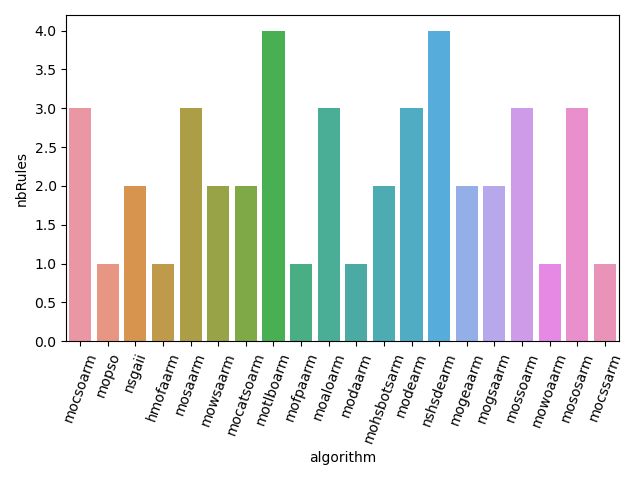 4.0
3.5
3.0
2.5
2.0
1.5
1.0
0.5
0.0
nbRules
mocsoarm
mopso
nsgaii
hmofaarm
mosaarm
mowsaarm
mocatsoarm
motlboarm
mofpaarm
moaloarm
modaarm
mohsbotsarm
modearm
nshsdearm
mogeaarm
mogsaarm
mossoarm
mowoaarm
mososarm
mocssarm
algorithm